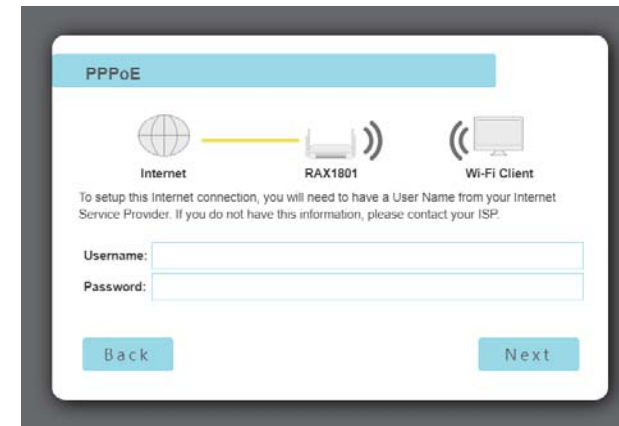 PPPoE
Internet RAX1801 Wi-Fi Client
To setup this Internet connection, you will need to have a User Name from your Internet
Service Provider. If you do not have this information, please contact your ISP.
Username:
Password:
Back Next